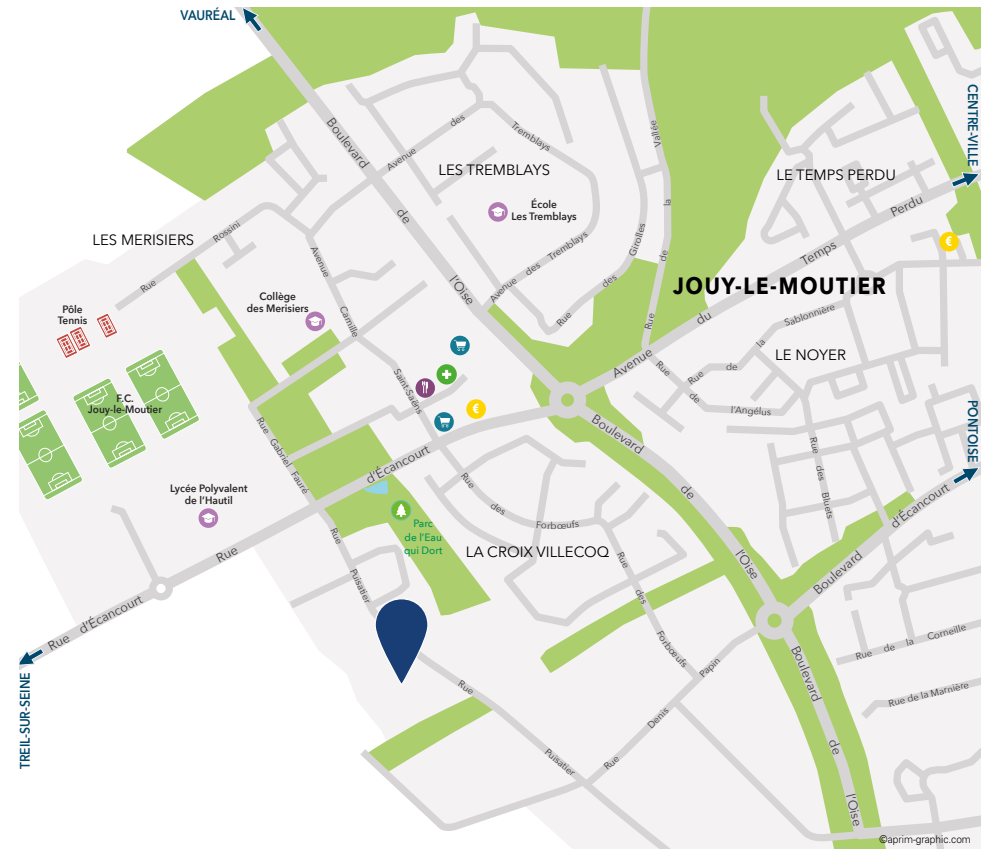 VAURÉAL
CENTRE-VILLE
Boulevard
de
l'Oise
Avenue
des
Tremblays
LES TREMBLAYS
École
Les Tremblays
Avenue des Tremblays
Rue
des
Girolles
Rue
de
la
Vallée
LE TEMPS PERDU
Avenue
du
Temps
Perdu
€
LES MERISIERS
Rue
Rossini
Avenue
Camille
Saint-Saëns
Collège
des Merisiers
Pôle
Tennis
F.C.
Jouy-le-Moutier
JOUY-LE-MOUTIER
Rue
de
la
Sablonnière
LE NOYER
Rue
de
l'Angélus
Rue des Bluets
PONTOISE
Boulevard
d'Écancourt
€
Rue Gabriel Fauré
Lycée Polyvalent
de l'Hautil
Rue
d'Écancourt
Parc
de l'Eau
qui Dort
Rue
des
Forbœufs
LA CROIX VILLECOQ
Rue
des
Forbœufs
Boulevard
de
l'Oise
Rue
Puisatier
Rue d'Écancourt
TREIL-SUR-SEINE
Rue
Puisatier
Rue
Denis
Papin
Rue de la Corneille
Rue de la Marnière
Boulevard
de
l'Oise
©aprim-graphic.com